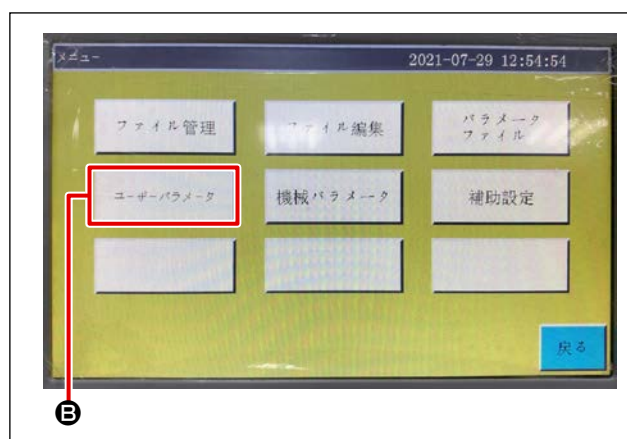 メニュー 2021-07-29 12:54:54
ファイル管理 ファイル編集 パラメータ
ファイル
ユーザーパラメータ 機械パラメータ 補助設定
戻る
B